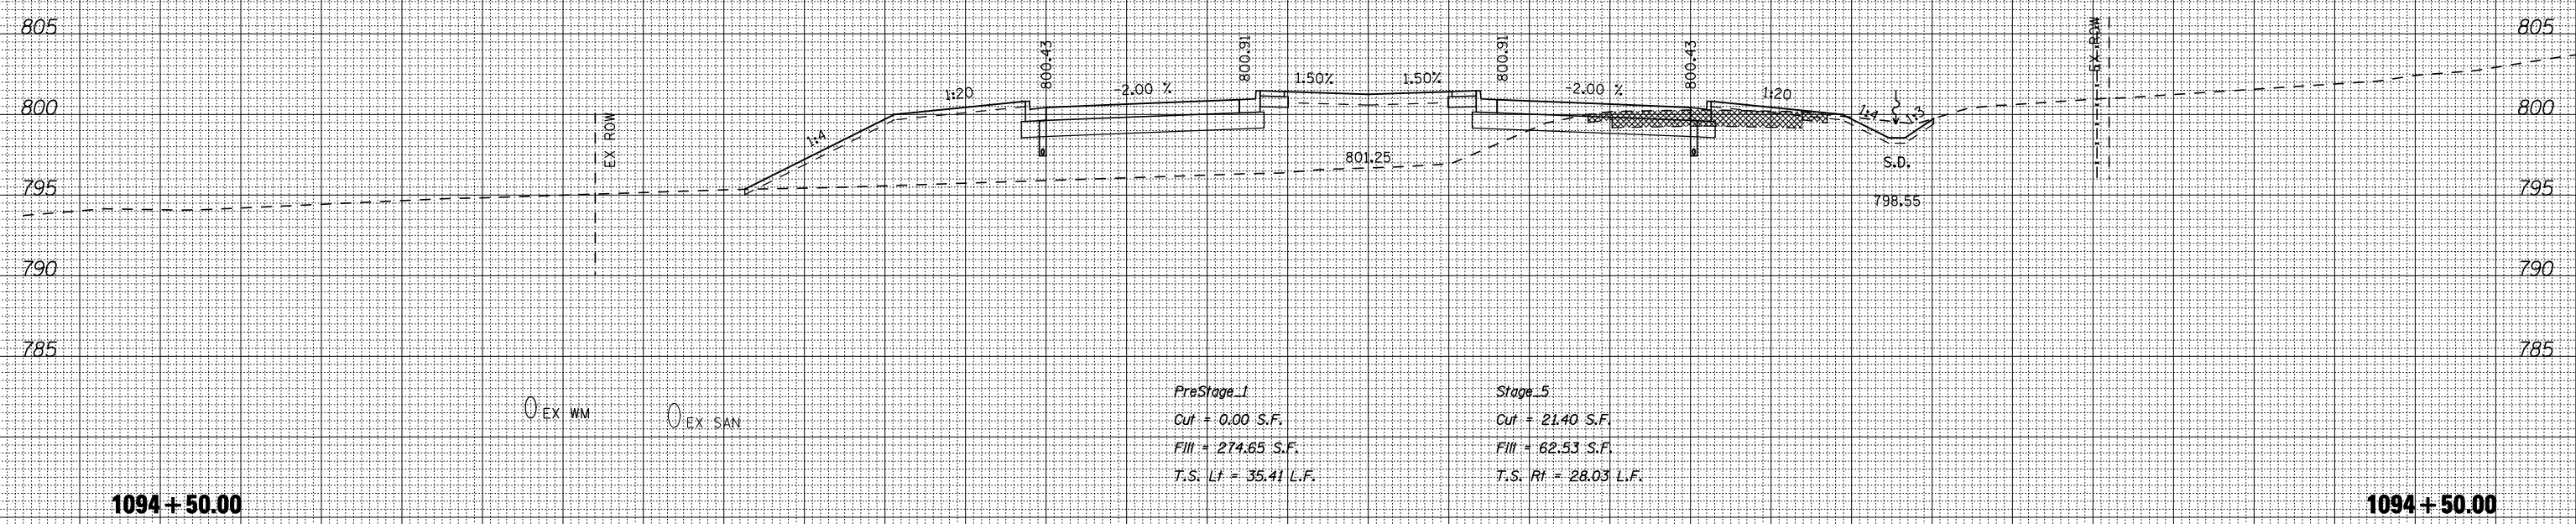 805 805
EX ROW
800.43 800.91 800.91 800.43
1.50% 1.50%
1:20 -2.00 % -2.00 % 1:20
800 800
1:4 1:4 1:3
EX ROW
801.25
S.D.
795 795
798.55
790 790
785 785
PreStage_1 Stage_5
EX WM
Cut = 0.00 S.F. Cut = 21.40 S.F.
EX SAN
Fill = 274.65 S.F. Fill = 62.53 S.F.
T.S. Lt = 35.41 L.F. T.S. Rt = 28.03 L.F.
1094+50.00 1094+50.00